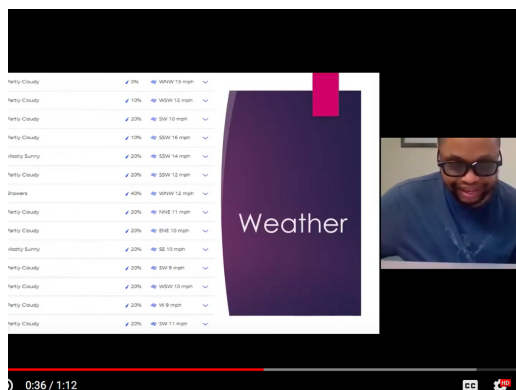 Partly Cloudy 0% WNW 15 mph
Partly Cloudy 10% WSW 12 mph
Partly Cloudy 20% SW 10 mph
Partly Cloudy 10% SSW 16 mph
Mostly Sunny 20% SSW 14 mph
Partly Cloudy 20% SSW 12 mph
Showers 40% WNW 12 mph
Partly Cloudy 20% NNE 11 mph
Partly Cloudy 20% ENE 10 mph
Mostly Sunny 20% SE 10 mph
Partly Cloudy 20% SW 9 mph
Partly Cloudy 20% WSW 10 mph
Partly Cloudy 20% W 9 mph
Partly Cloudy 20% SW 11 mph
Weather
0:36 / 1:12
CC HD